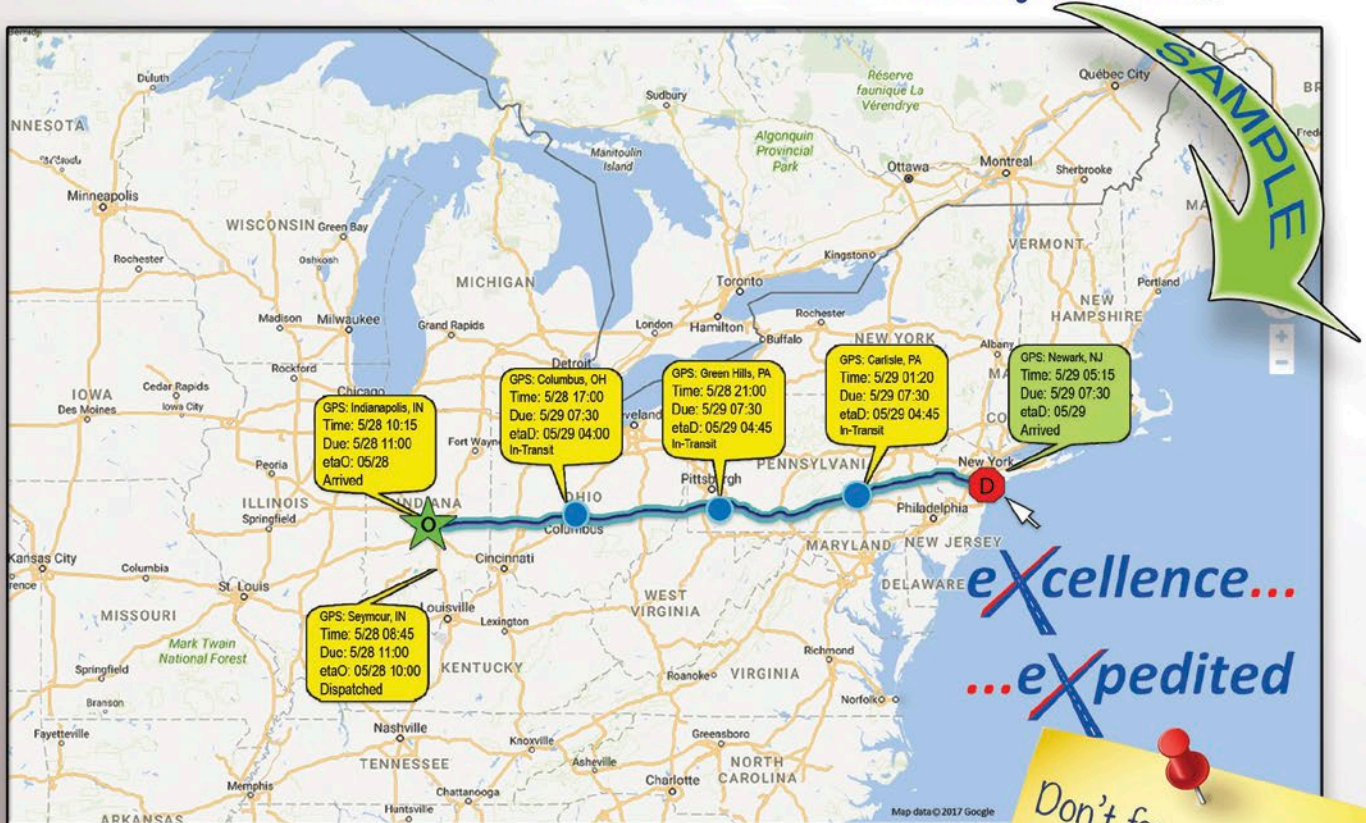 SAMPLE
Duluth
Sudbury
Réserve
faunique La
Vérendrye
Québec City
NNESOTA
Algonquin
Provincial
Park
Manitoulin
Island
Ottawa
Montreal
Sherbrooke
Minneapolis
WISCONSIN
Green Bay
Oshkosh
Rochester
MICHIGAN
Kingston
VERMONT
Toronto
Portland
NEW
HAMPSHIRE
Madison
Milwaukee
Grand Rapids
London
Hamilton
Rochester
Buffalo
NEW YORK
Albany
Rockford
Detroit
Chicago
IOWA
Des Moines
Cedar Rapids
Iowa City
GPS: Indianapolis, IN
Time: 5/28 10:15
Due: 5/28 11:00
etaO: 05/28
Arrived
GPS: Columbus, OH
Time: 5/28 17:00
Due: 5/29 07:30
etaD: 05/29 04:00
In-Transit
GPS: Green Hills, PA
Time: 5/28 21:00
Due: 5/29 07:30
etaD: 05/29 04:45
In-Transit
GPS: Carlisle, PA
Time: 5/29 01:20
Due: 5/29 07:30
etaD: 05/29 04:45
In-Transit
GPS: Newark, NJ
Time: 5/29 05:15
Due: 5/29 07:30
etaD: 05/29
Arrived
MA
CO
eveland
Fort Wayne
Peoria
ILLINOIS
Springfield
INDIANA
O
OHIO
Columbus
Pittsburgh
PENNSYLVANI
New York
D
Philadelphia
MARYLAND
NEW JERSEY
DELAWARE
Kansas City
rence
Columbia
St. Louis
MISSOURI
Cincinnati
Louisville
Lexington
WEST
VIRGINIA
GPS: Seymour, IN
Time: 5/28 08:45
Due: 5/28 11:00
etaO: 05/28 10:00
Dispatched
Mark Twain
National Forest
Springfield
Branson
Fayetteville
KENTUCKY
Roanoke
VIRGINIA
Richmond
Norfolk
Nashville
TENNESSEE
Knoxville
Greensboro
Asheville
NORTH
CAROLINA
Charlotte
Chattanooga
Memphis
Huntsville
ARKANSAS
Map data©2017 Google
eXcellence...
...eXpedited
Don't fo